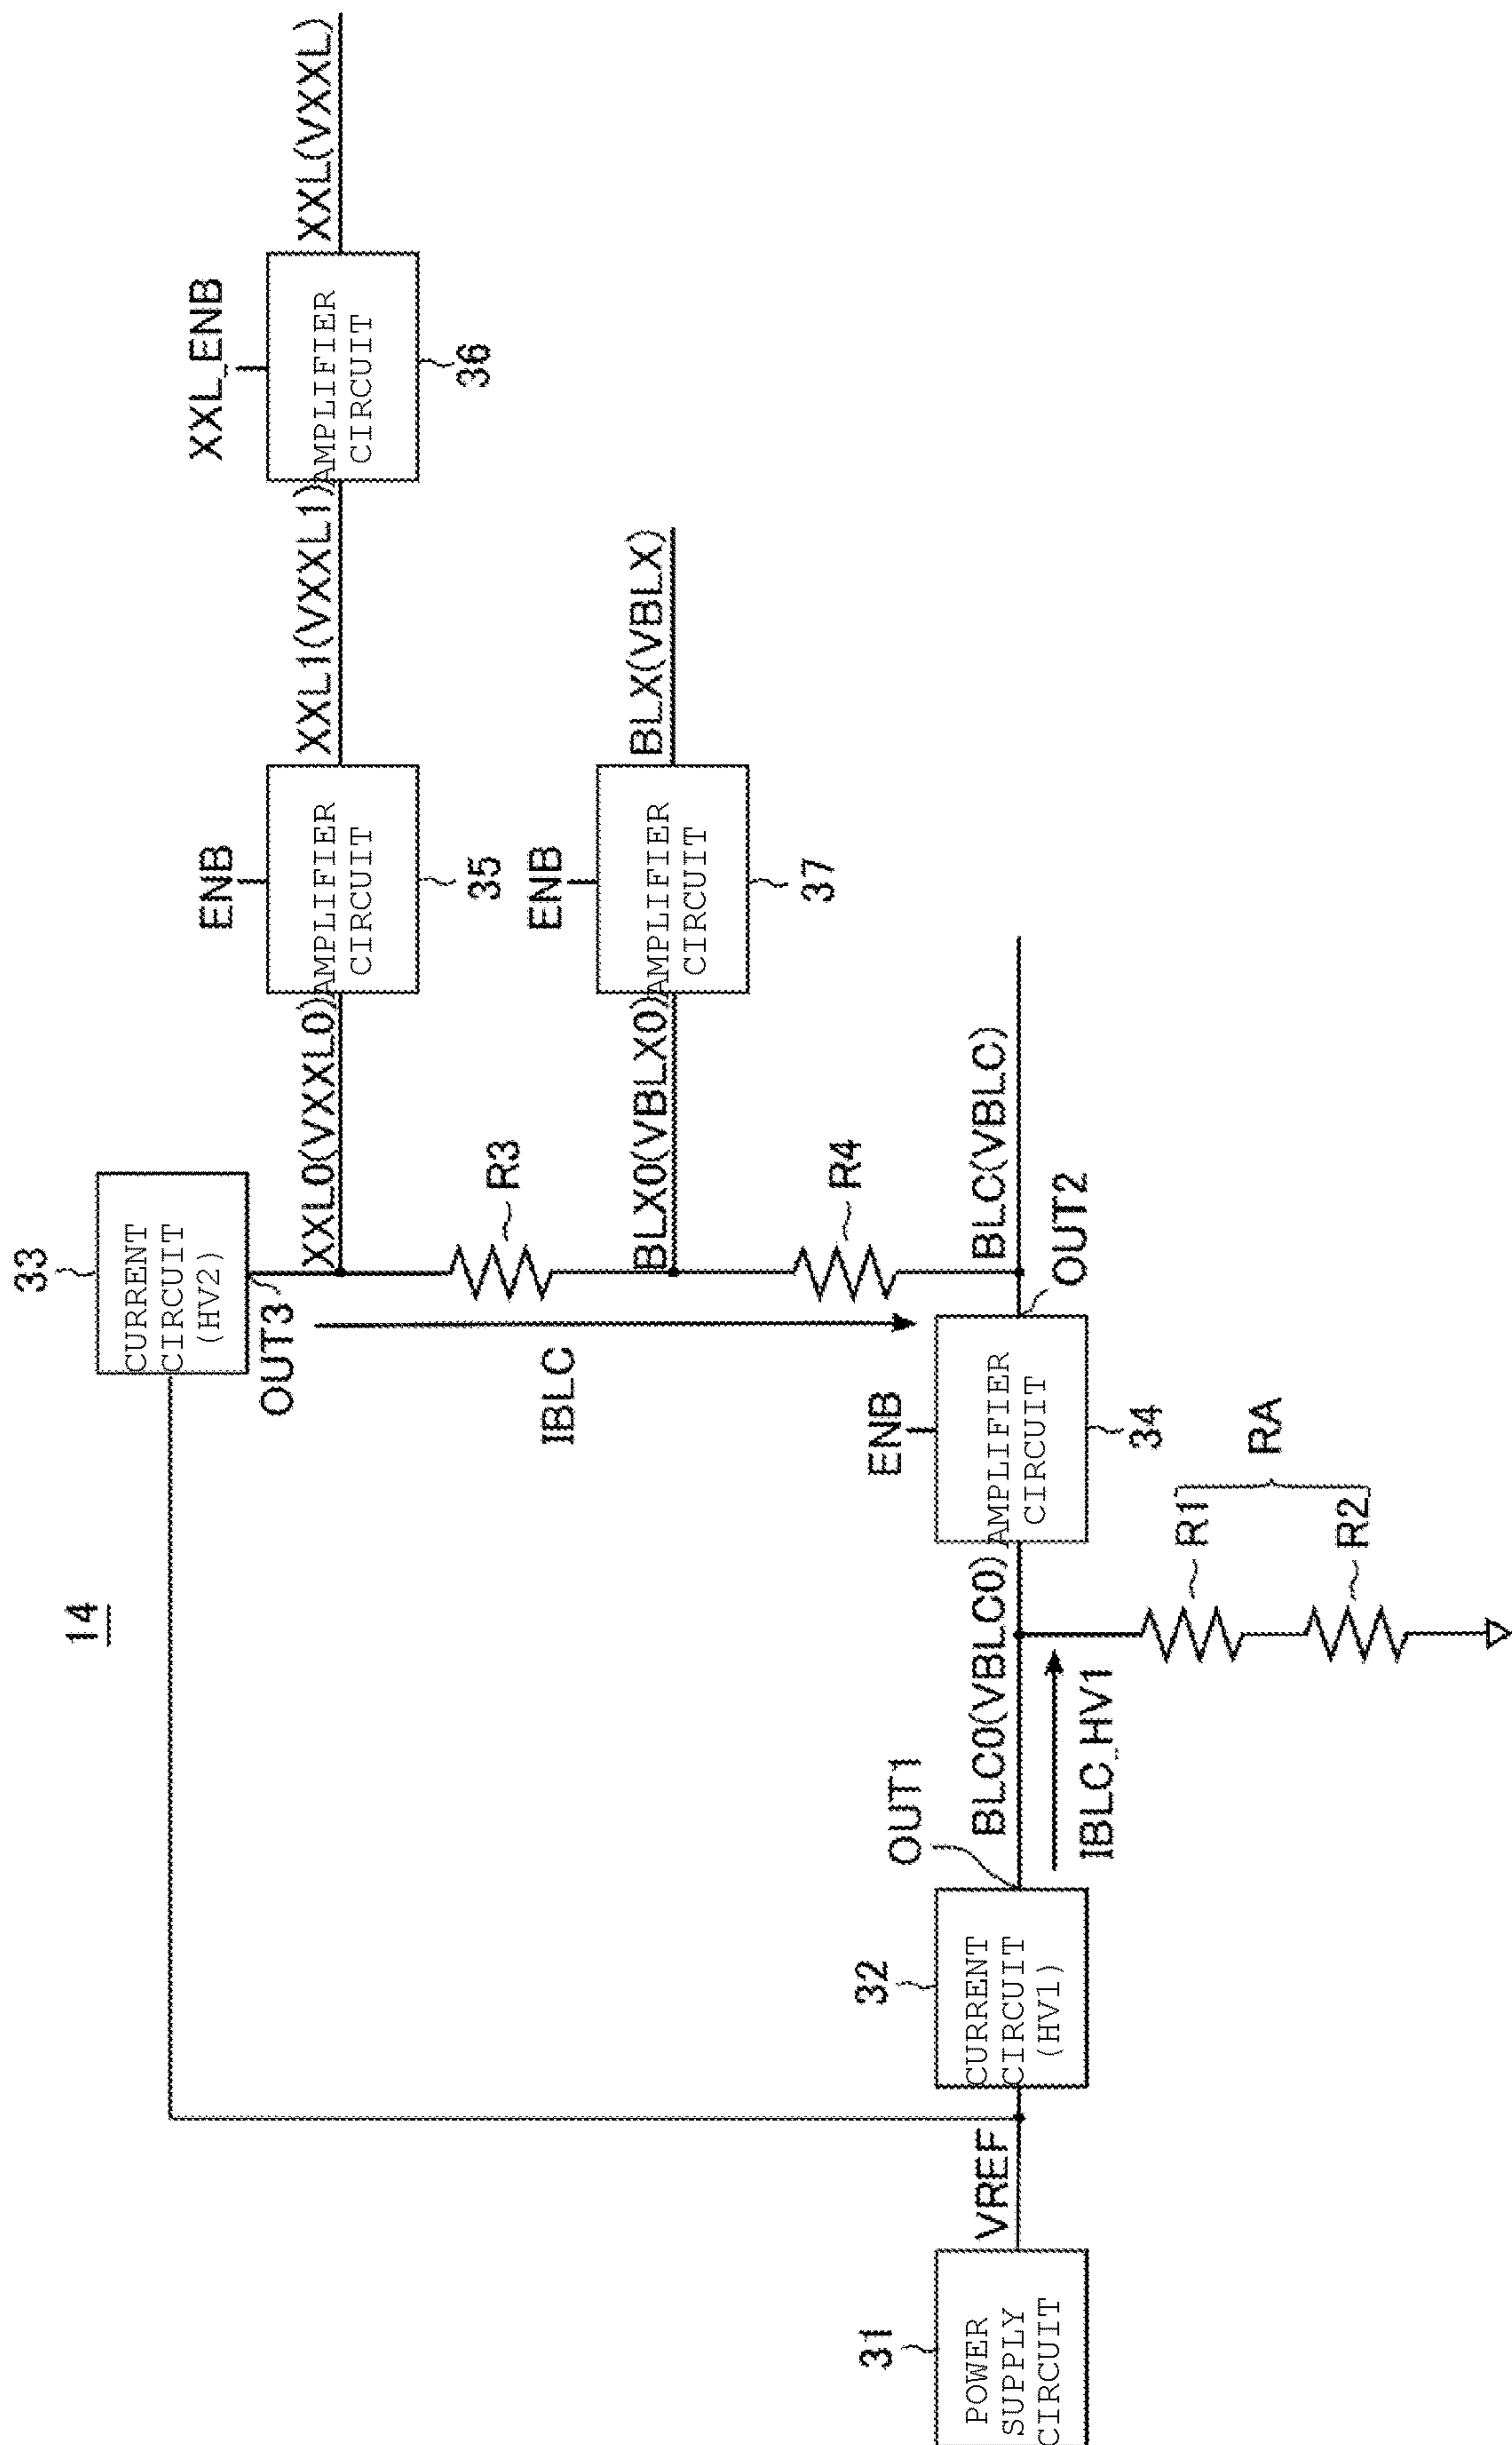 14
33
CURRENT
CIRCUIT
(HV2)
OUT3
XXL0(VXXL0)
ENB
AMPLIFIER
CIRCUIT
35
XXL1(VXXL1)
XXL_ENB
AMPLIFIER
CIRCUIT
36
XXL(VXXL)
IBLC
R3
BLX0(VBLX0)
ENB
AMPLIFIER
CIRCUIT
37
BLX(VBLX)
R4
31
POWER
SUPPLY
CIRCUIT
VREF
32
CURRENT
CIRCUIT
(HV1)
OUT1
BLC0(VBLC0)
IBLC_HV1
ENB
AMPLIFIER
CIRCUIT
34
BLC(VBLC)
OUT2
R1
R2
RA